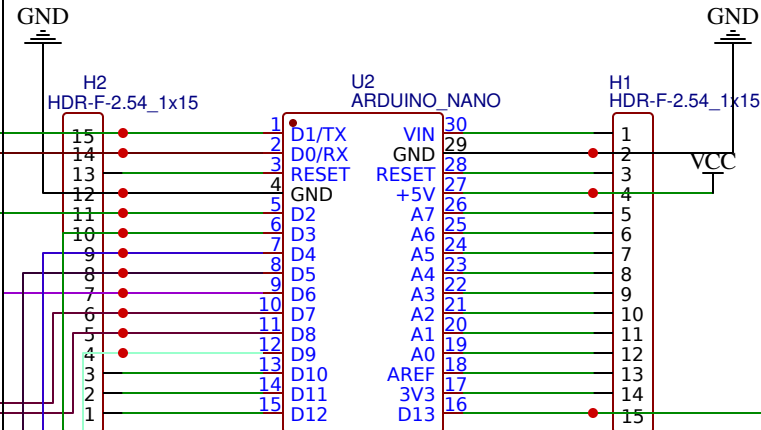 GND
GND
H2
HDR-F-2.54_1x15
U2
ARDUINO_NANO
H1
HDR-F-2.54_1x15
15 1 D1/TX VIN 30 1
14 2 D0/RX GND 29 2
13 3 RESET RESET 28 3
VCC
12 4 GND +5V 27 4
11 5 D2 A7 26 5
10 6 D3 A6 25 6
9 7 D4 A5 24 7
8 8 D5 A4 23 8
7 9 D6 A3 22 9
6 10 D7 A2 21 10
5 11 D8 A1 20 11
4 12 D9 A0 19 12
3 13 D10 AREF 18 13
2 14 D11 3V3 17 14
1 15 D12 D13 16 15